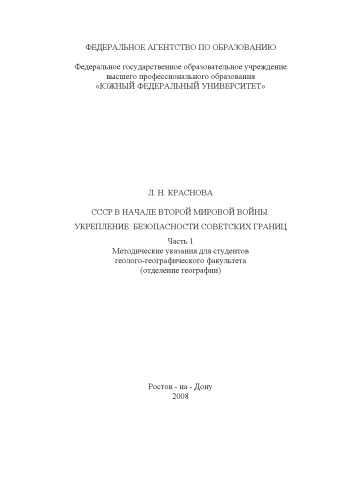 ФЕДЕРАЛЬНОЕ АГЕНТСТВО ПО ОБРАЗОВАНИЮ
Федеральное государственное образовательное учреждение
высшего профессионального образования
«ЮЖНЫЙ ФЕДЕРАЛЬНЫЙ УНИВЕРСИТЕТ»
Л. Н. КРАСНОВА
СССР В НАЧАЛЕ ВТОРОЙ МИРОВОЙ ВОЙНЫ.
УКРЕПЛЕНИЕ БЕЗОПАСНОСТИ СОВЕТСКИХ ГРАНИЦ
Часть 1
Методические указания для студентов
геолого-географического факультета
(отделение географии)
Ростов - на - Дону
2008